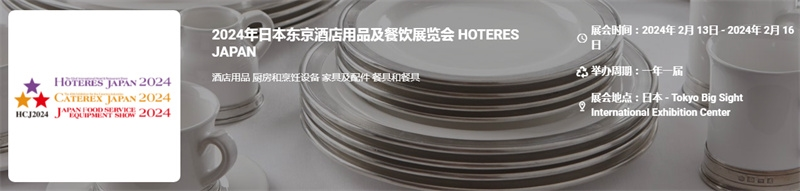 HOTERES JAPAN 2024
CATEREX JAPAN 2024
JAPAN FOOD SERVICE
EQUIPMENT SHOW 2024
HCJ2024
2024年日本东京酒店用品及餐饮展览会 HOTERES
JAPAN
酒店用品 厨房和烹饪设备 家具及配件 餐具和餐具
展会时间：2024年 2月 13日 - 2024年 2月 16
日
举办周期：一年一届
展会地点：日本 - Tokyo Big Sight
International Exhibition Center